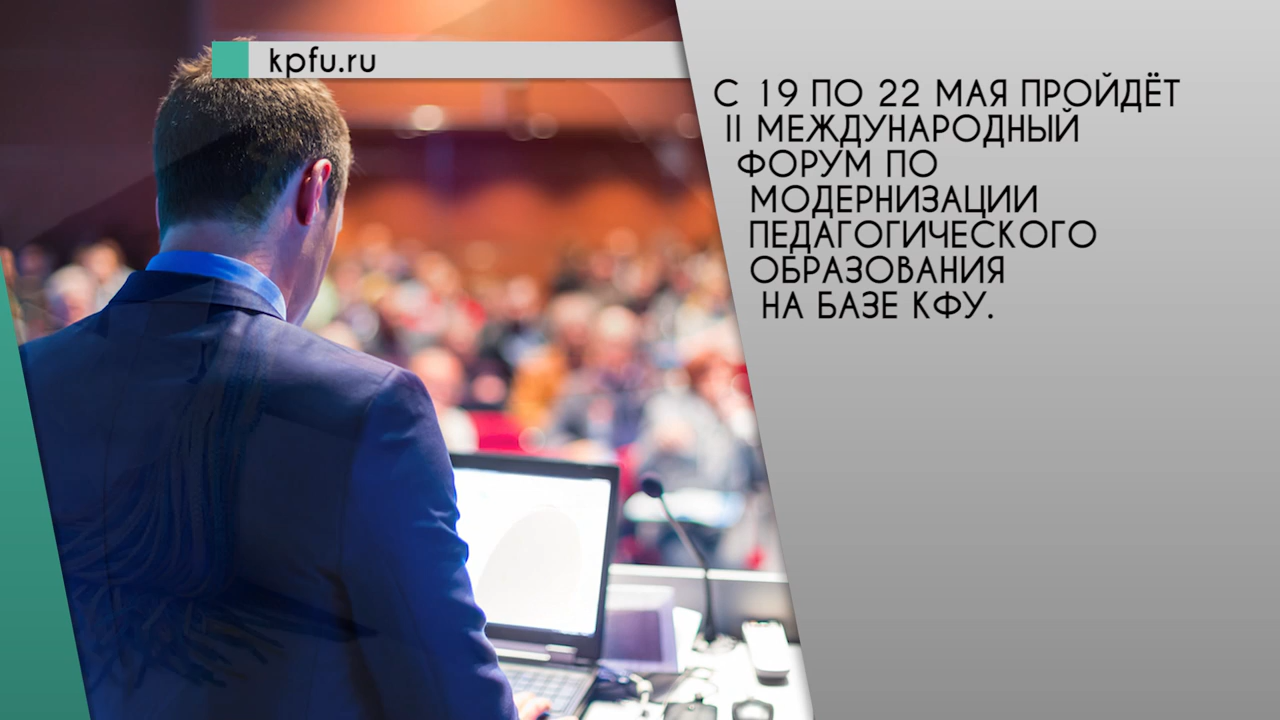 kpfu.ru
С 19 ПО 22 МАЯ ПРОЙДЁТ
II МЕЖДУНАРОДНЫЙ
ФОРУМ ПО
МОДЕРНИЗАЦИИ
ПЕДАГОГИЧЕСКОГО
ОБРАЗОВАНИЯ
НА БАЗЕ КФУ.